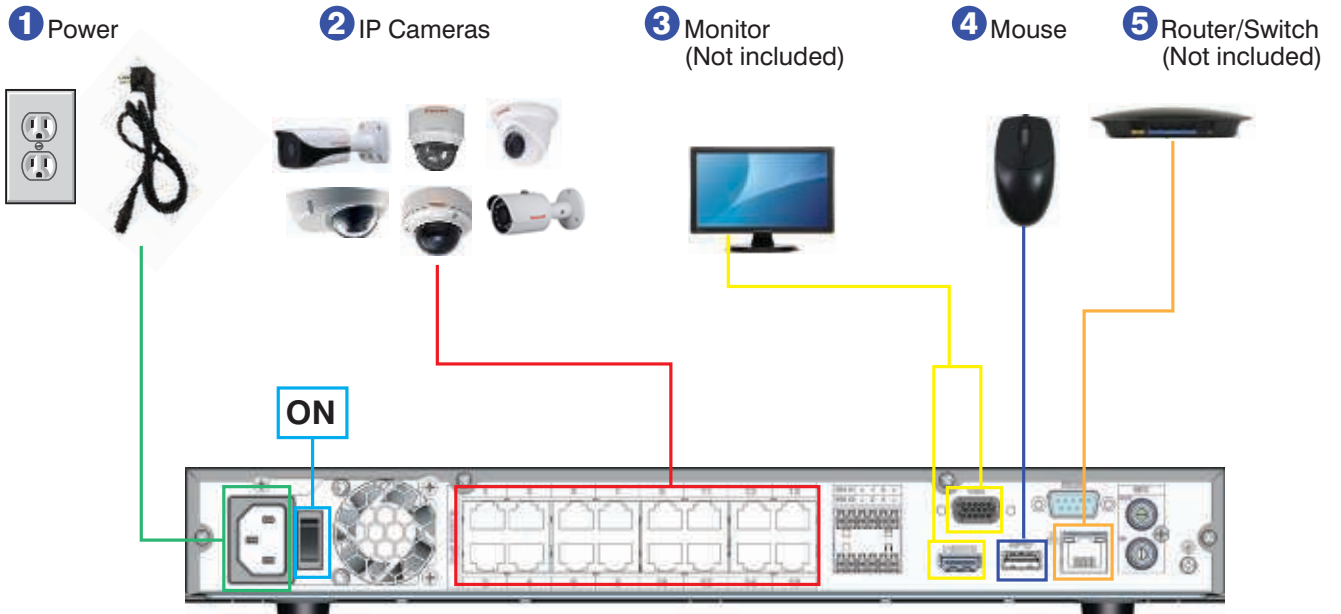 1 Power
2 IP Cameras
3 Monitor
(Not included)
4 Mouse
5 Router/Switch
(Not included)
ON